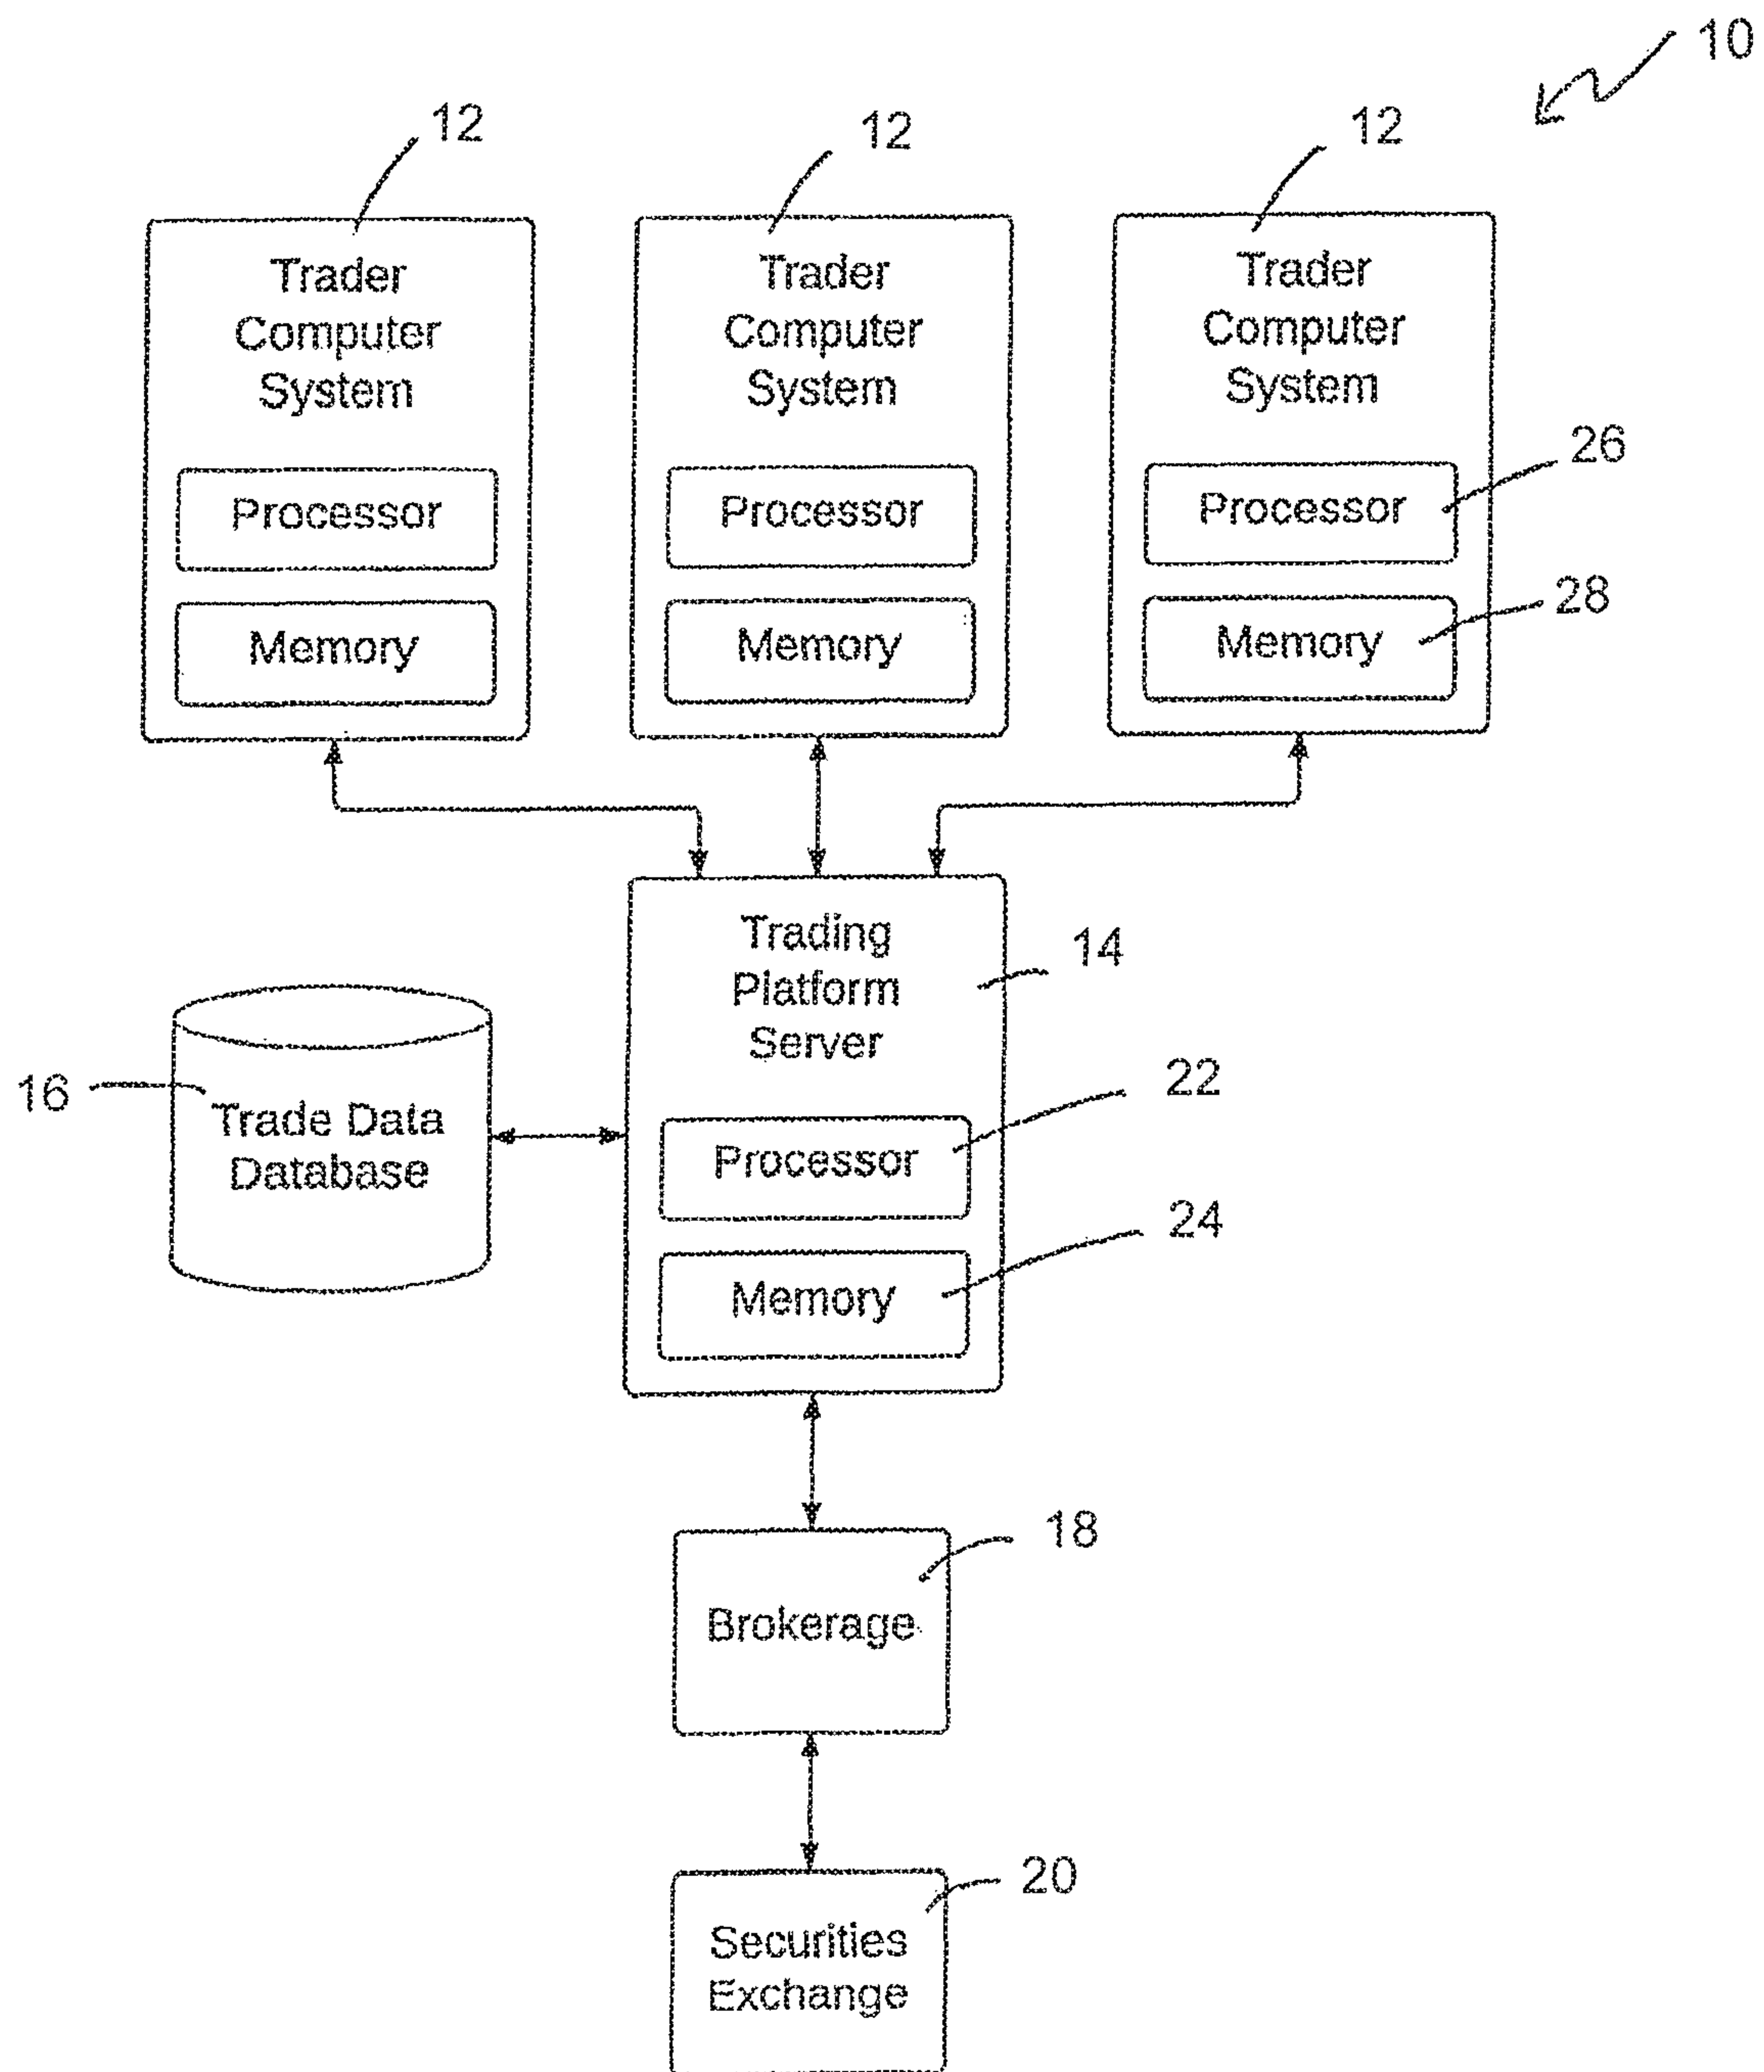 10
12
12
12
Trader
Computer
System
Processor
Memory
Trader
Computer
System
Processor
Memory
Trader
Computer
System
Processor
26
Memory
28
Trading
Platform
Server
14
Processor
22
Memory
24
16
Trade Data
Database
Brokerage
18
Securities
Exchange
20